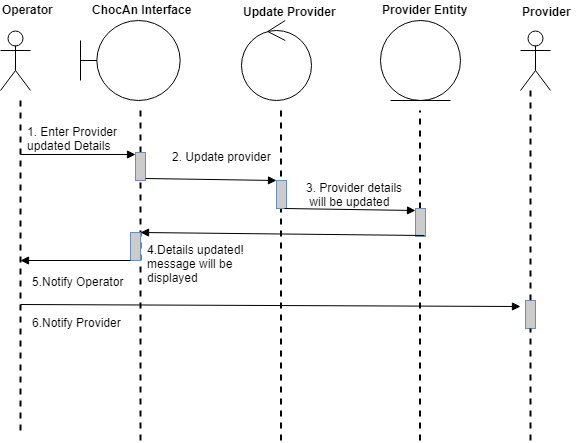 Operator
ChocAn Interface
Update Provider
Provider Entity
Provider
1. Enter Provider
updated Details
2. Update provider
3. Provider details
will be updated
4.Details updated!
message will be
displayed
5.Notify Operator
6.Notify Provider